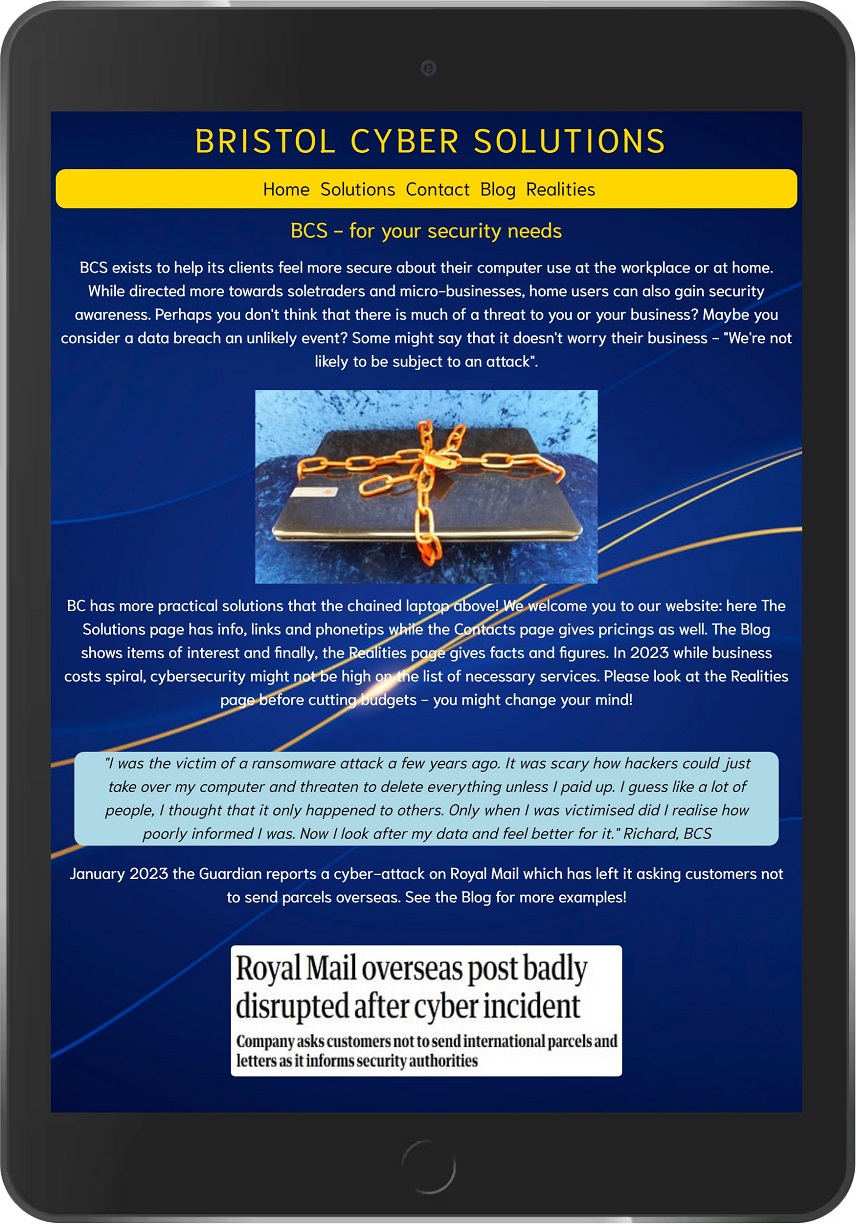 BRISTOL CYBER SOLUTIONS
Home Solutions Contact Blog Realities
BCS - for your security needs
BCS exists to help its clients feel more secure about their computer use at the workplace or at home.
While directed more towards soletraders and micro-businesses, home users can also gain security
awareness. Perhaps you don't think that there is much of a threat to you or your business? Maybe you
consider a data breach an unlikely event? Some might say that it doesn't worry their business - "We're not
likely to be subject to an attack".
BC has more practical solutions that the chained laptop above! We welcome you to our website: here The
Solutions page has info, links and phonetips while the Contacts page gives pricings as well. The Blog
shows items of interest and finally, the Realities page gives facts and figures. In 2023 while business
costs spiral, cybersecurity might not be high on the list of necessary services. Please look at the Realities
page before cutting budgets - you might change your mind!
"I was the victim of a ransomware attack a few years ago. It was scary how hackers could just
take over my computer and threaten to delete everything unless I paid up. I guess like a lot of
people, I thought that it only happened to others. Only when I was victimised did I realise how
poorly informed I was. Now I look after my data and feel better for it." Richard, BCS
January 2023 the Guardian reports a cyber-attack on Royal Mail which has left it asking customers not
to send parcels overseas. See the Blog for more examples!
Royal Mail overseas post badly
disrupted after cyber incident
Company asks customers not to send international parcels and
letters as it informs security authorities